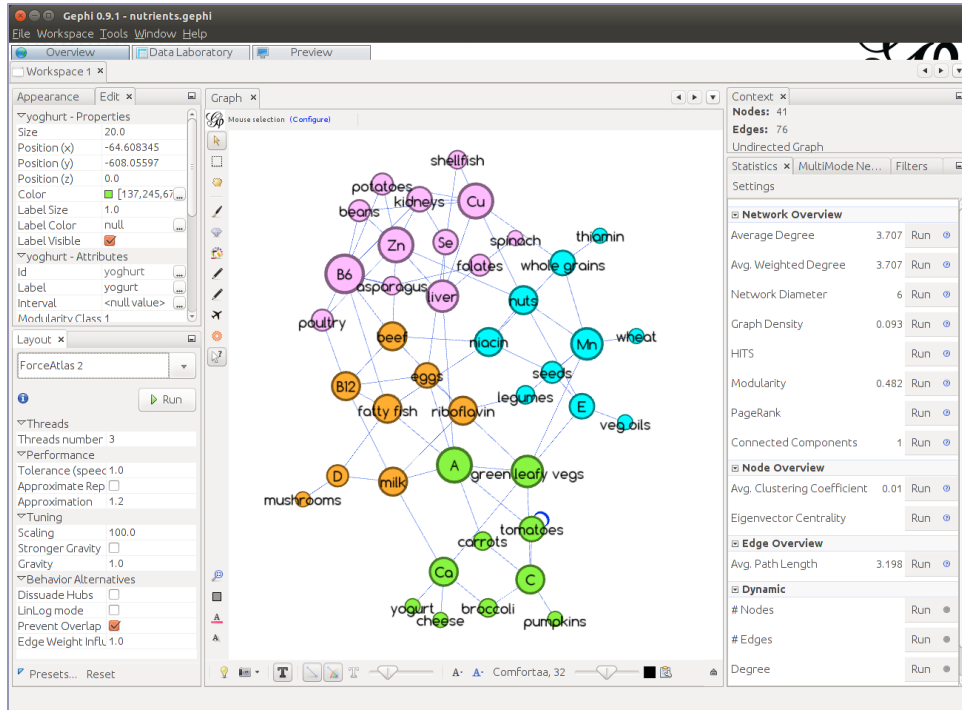 Gephi 0.9.1 - nutrients.gephi
File Workspace Tools Window Help
Overview Data Laboratory Preview
Workspace 1
Appearance Edit
yoghurt - Properties
Size 20.0
Position (x) -64.608345
Position (y) -608.05597
Position (z) 0.0
Color [137,245,67 ...
Label Size 1.0
Label Color null ...
Label Visible
yoghurt - Attributes
Id yoghurt ...
Label yogurt ...
Interval <null value> ...
Modularity Class 1
Layout
ForceAtlas 2
Run
Threads
Threads number 3
Performance
Tolerance (speed 1.0
Approximate Rep
Approximation 1.2
Tuning
Scaling 100.0
Stronger Gravity
Gravity 1.0
Behavior Alternatives
Dissuade Hubs
LinLog mode
Prevent Overlap
Edge Weight Influ 1.0
Presets... Reset
Graph
Mouse selection (Configure)
shellfish
potatoes
kidneys
Cu
beans
Zn
Se
spinach
thiamin
B6
folates
whole grains
asparagus
liver
nuts
poultry
beef
niacin
Mn
wheat
B12
eggs
seeds
legumes
fatty fish
riboflavin
E
veg oils
A
green leafy vegs
D
milk
mushrooms
tomatoes
carrots
Ca
C
yogurt
broccoli
cheese
pumpkins
T T A- A- Comfortaa, 32
Context
Nodes: 41
Edges: 76
Undirected Graph
Statistics MultiMode Ne... Filters
Settings
Network Overview
Average Degree 3.707 Run
Avg. Weighted Degree 3.707 Run
Network Diameter 6 Run
Graph Density 0.093 Run
HITS Run
Modularity 0.482 Run
PageRank Run
Connected Components 1 Run
Node Overview
Avg. Clustering Coefficient 0.01 Run
Eigenvector Centrality Run
Edge Overview
Avg. Path Length 3.198 Run
Dynamic
# Nodes Run
# Edges Run
Degree Run